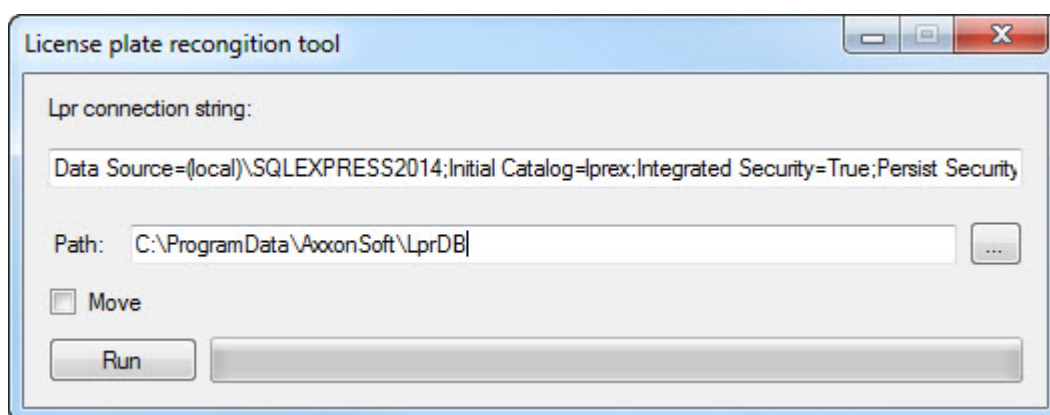 License plate recongition tool
Lpr connection string:
Data Source=(local)\SQLEXPRESS2014;Initial Catalog=lprex;Integrated Security=True;Persist Security
Path: C:\ProgramData\AxxonSoft\LprDB ...
Move
Run